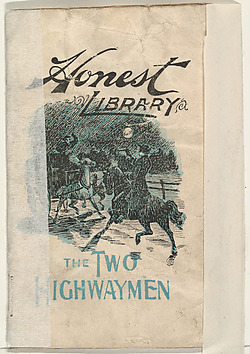 Honest
LIBRARY
THE TWO
HIGHWAYMEN